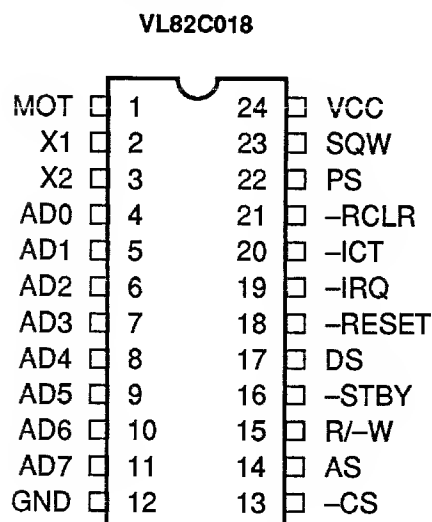 VL82C018
MOT 1 24 VCC
X1 2 23 SQW
X2 3 22 PS
AD0 4 21 –RCLR
AD1 5 20 –ICT
AD2 6 19 –IRQ
AD3 7 18 –RESET
AD4 8 17 DS
AD5 9 16 –STBY
AD6 10 15 R/–W
AD7 11 14 AS
GND 12 13 –CS